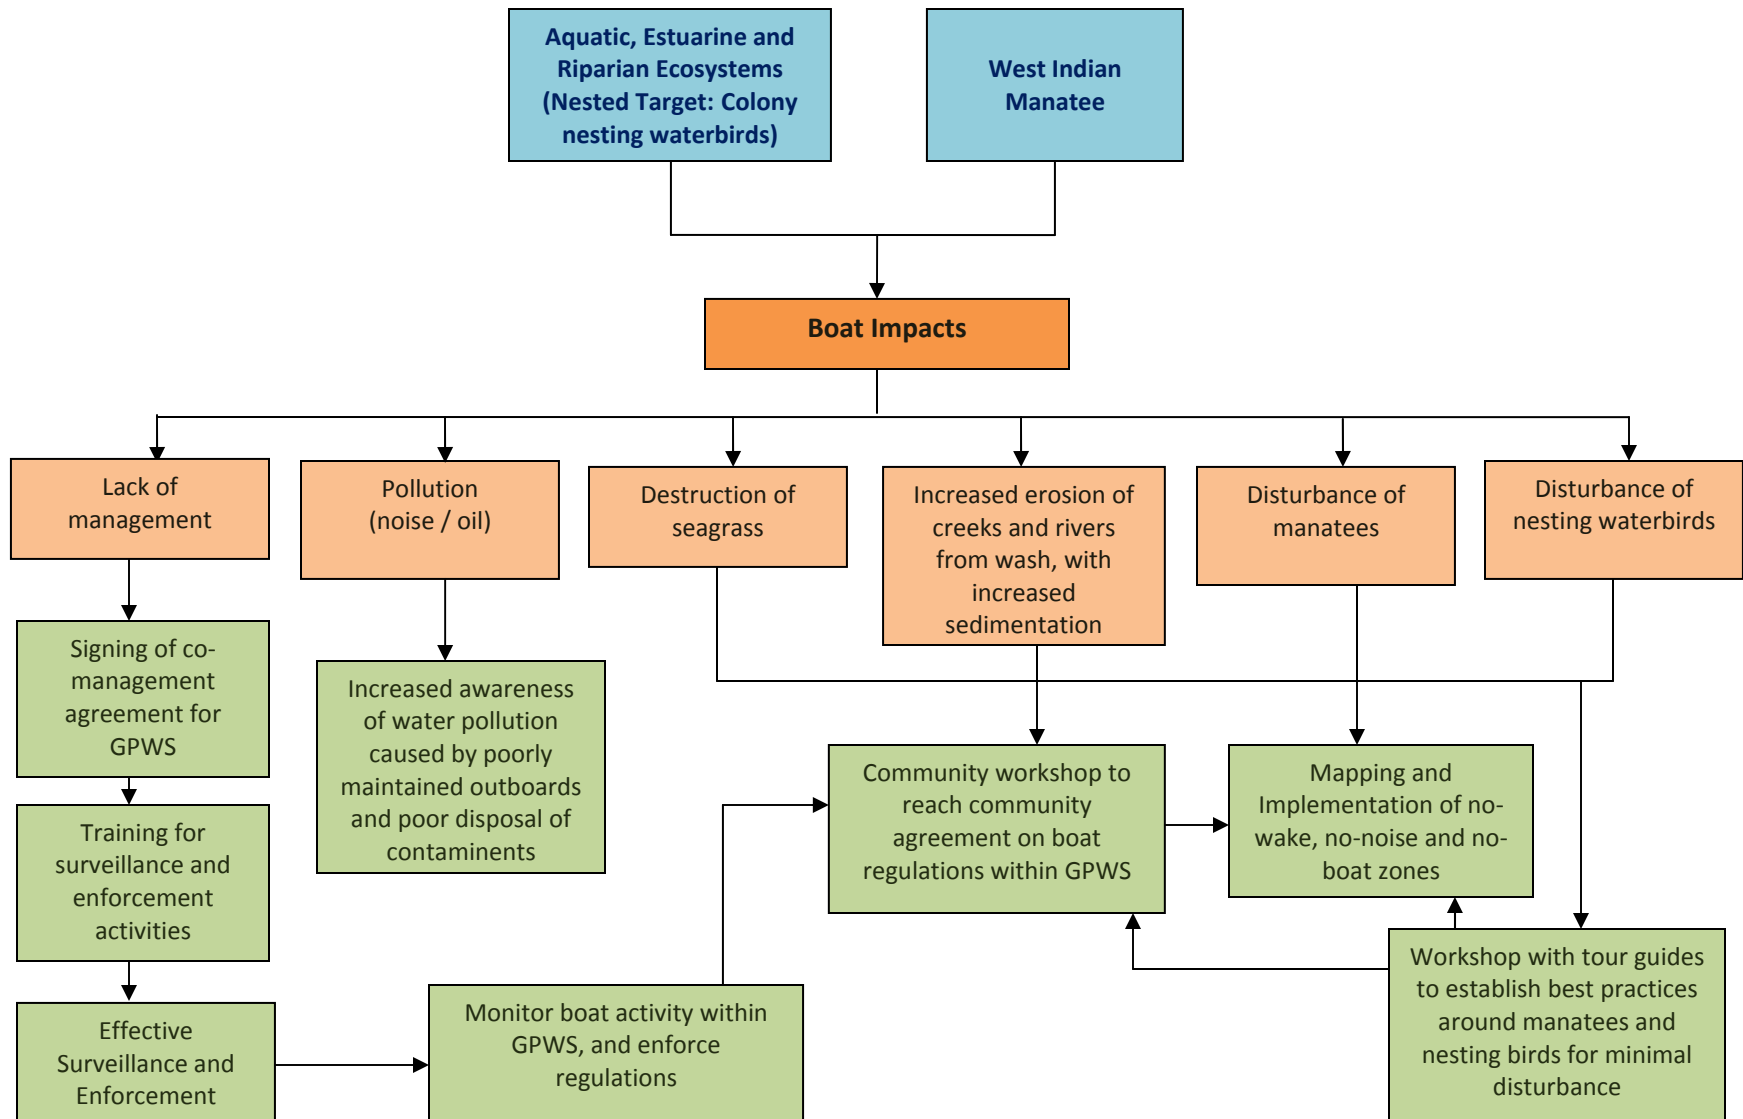 Aquatic, Estuarine and
Riparian Ecosystems
(Nested Target: Colony
nesting waterbirds)
West Indian
Manatee
Boat Impacts
Lack of
management
Pollution
(noise / oil)
Destruction of
seagrass
Increased erosion of
creeks and rivers
from wash, with
increased
sedimentation
Disturbance of
manatees
Disturbance of
nesting waterbirds
Signing of co-
management
agreement for
GPWS
Increased awareness
of water pollution
caused by poorly
maintained outboards
and poor disposal of
contaminents
Community workshop to
reach community
agreement on boat
regulations within GPWS
Mapping and
Implementation of no-
wake, no-noise and no-
boat zones
Training for
surveillance and
enforcement
activities
Effective
Surveillance and
Enforcement
Monitor boat activity within
GPWS, and enforce
regulations
Workshop with tour guides
to establish best practices
around manatees and
nesting birds for minimal
disturbance